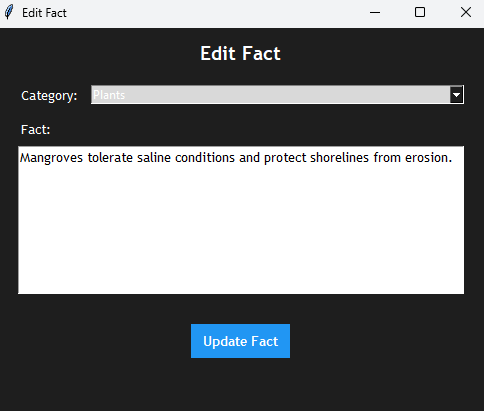 Edit Fact
Edit Fact
Category: Plants
Fact:
Mangroves tolerate saline conditions and protect shorelines from erosion.
Update Fact